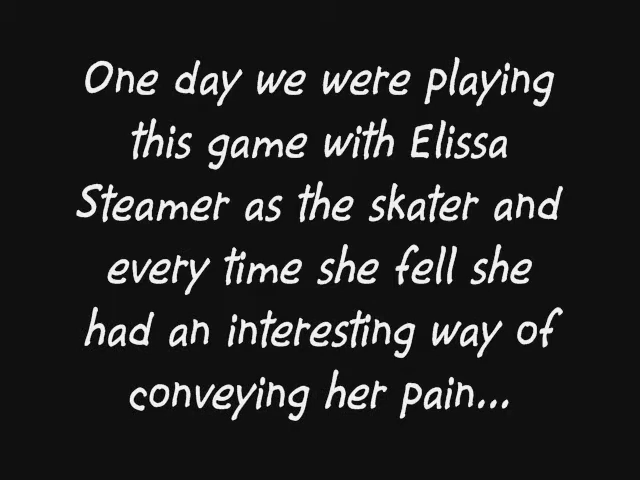 One day we were playing
this game with Elissa
Steamer as the skater and
every time she fell she
had an interesting way of
conveying her pain...